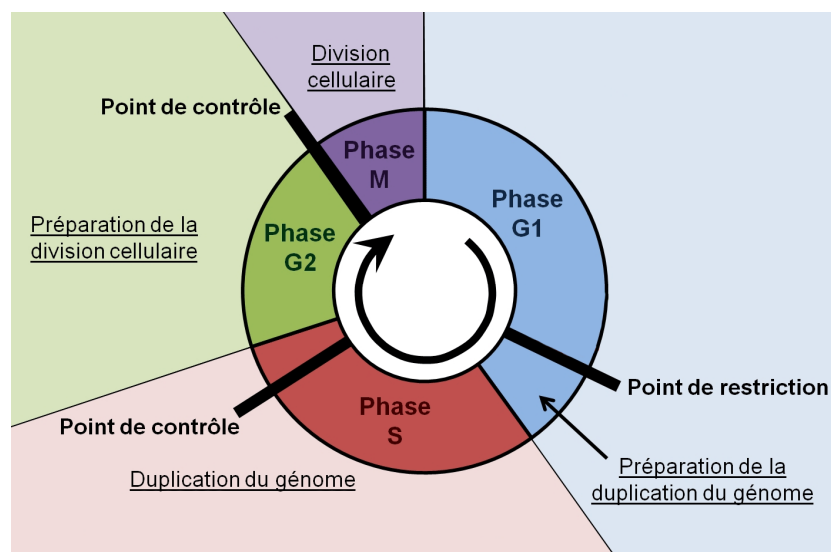 Division
cellulaire
Point de contrôle
Phase
M
Phase
G1
Préparation de la
division cellulaire
Phase
G2
Point de restriction
Phase
S
Point de contrôle
Duplication du génome
Préparation de la
duplication du génome